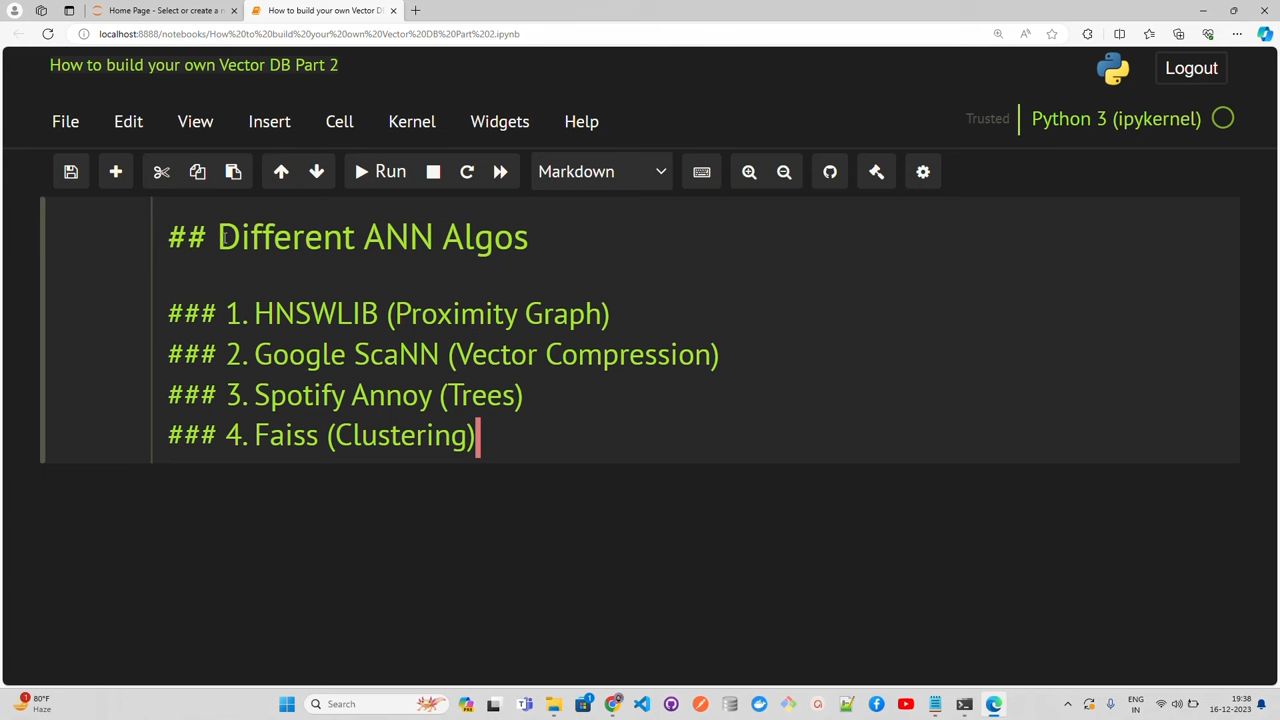 Home Page - Select or create a n
How to build your own Vector D
localhost:8888/notebooks/How%20to%20build%20your%20own%20Vector%20DB%20Part%202.ipynb
How to build your own Vector DB Part 2
Logout
File Edit View Insert Cell Kernel Widgets Help
Trusted
Python 3 (ipykernel)
Run
Markdown
## Different ANN Algos
### 1. HNSWLIB (Proximity Graph)
### 2. Google ScaNN (Vector Compression)
### 3. Spotify Annoy (Trees)
### 4. Faiss (Clustering)
1
80°F
Haze
Search
PRE
1
ENG
IN
19:38
16-12-2023